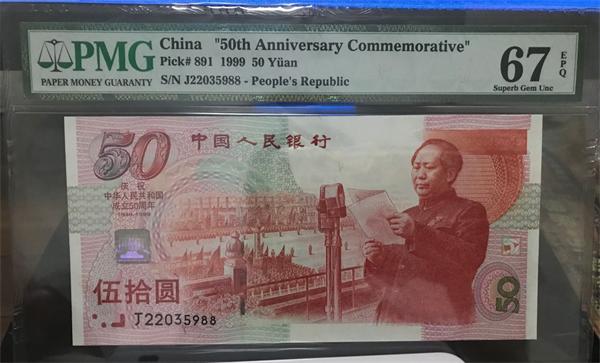 PMG
PAPER MONEY GUARANTY
China "50th Anniversary Commemorative"
Pick# 891 1999 50 Yüan
S/N J22035988 - People's Republic
67 EPQ
Superb Gem Unc
50
中国人民银行
庆祝
中华人民共和国
成立50周年
1949-1999
伍拾圆
J22035988
50